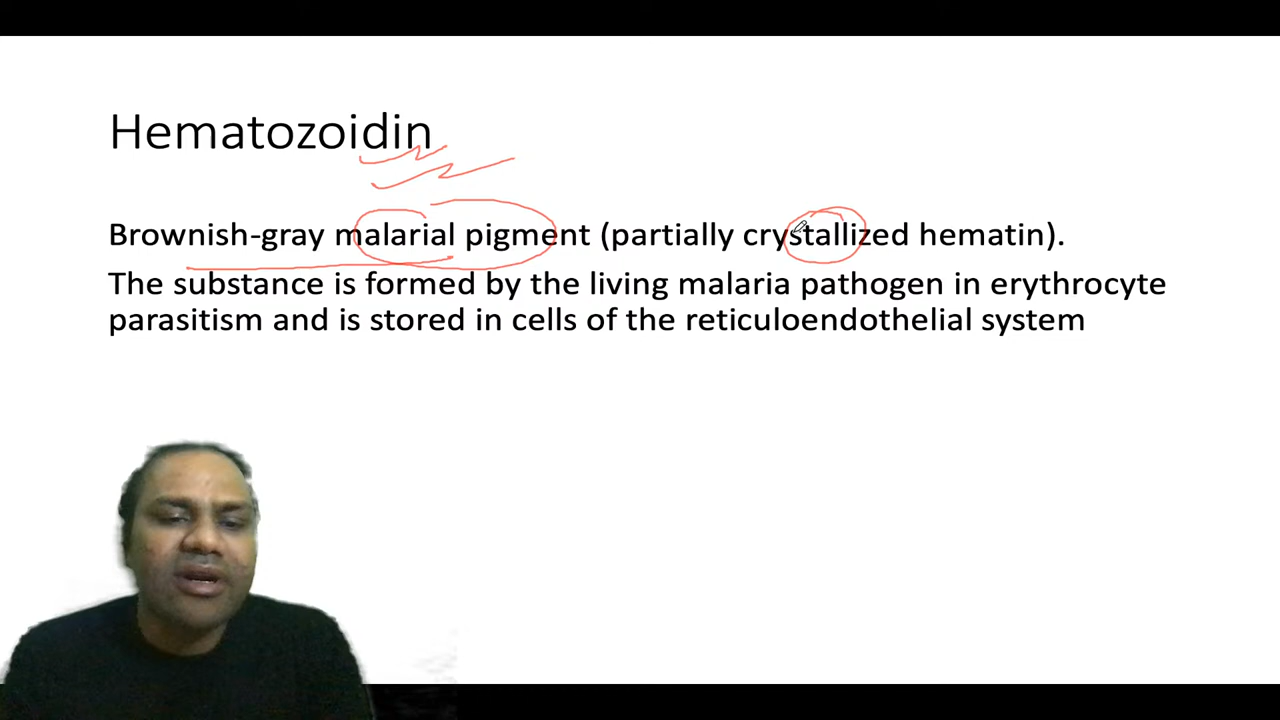 Hematozoidin
Brownish-gray malarial pigment (partially crystallized hematin).
The substance is formed by the living malaria pathogen in erythrocyte
parasitism and is stored in cells of the reticuloendothelial system